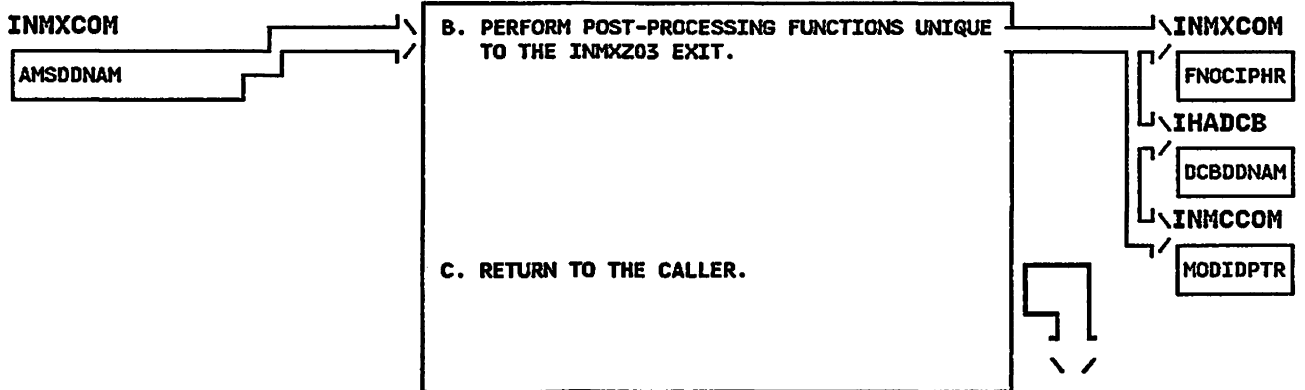 INMXCOM
AMSDDNAM
B. PERFORM POST-PROCESSING FUNCTIONS UNIQUE
TO THE INMXZ03 EXIT.
C. RETURN TO THE CALLER.
INMXCOM
FNOCIPHR
IHADCB
DCBDDNAM
INMCCOM
MODIDPTR